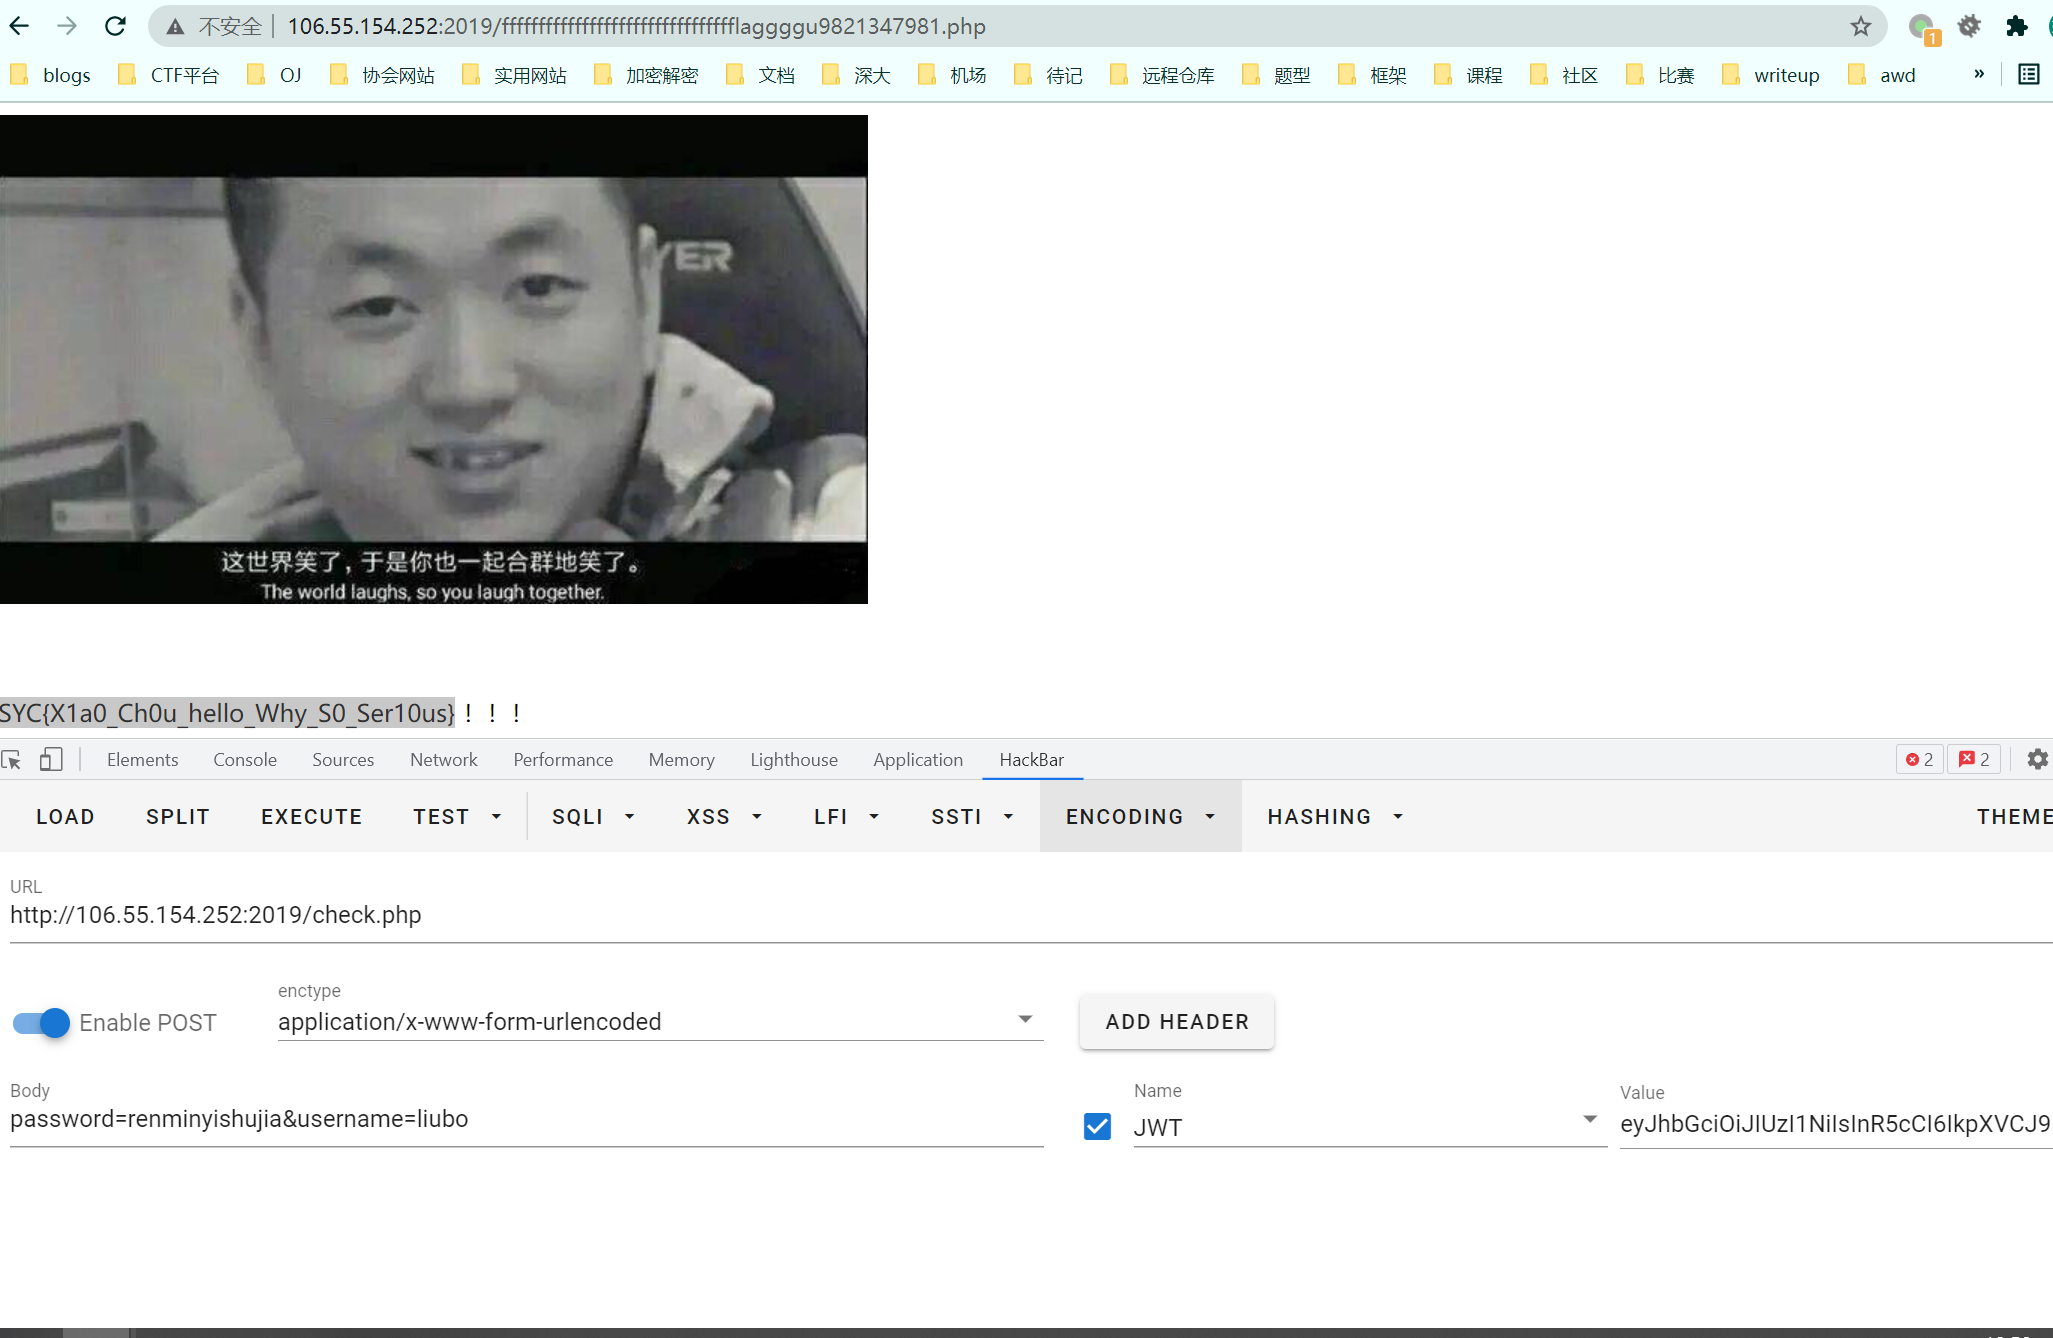 不安全 106.55.154.252:2019/ffffffffffffffffffffffffffffffffflaggggu9821347981.php
1
blogs CTF平台 OJ 协会网站 实用网站 加密解密 文档 深大 机场 待记 远程仓库 题型 框架 课程 社区 比赛 writeup awd »
YER
这世界笑了，于是你也一起合群地笑了。
The world laughs, so you laugh together.
SYC{X1a0_Ch0u_hello_Why_S0_Ser10us}！！！
Elements Console Sources Network Performance Memory Lighthouse Application HackBar 2 2
LOAD SPLIT EXECUTE TEST SQLI XSS LFI SSTI ENCODING HASHING THEME
URL
http://106.55.154.252:2019/check.php
enctype
Enable POST application/x-www-form-urlencoded ADD HEADER
Body Name Value
password=renminyishujia&username=liubo JWT eyJhbGciOiJIUzI1NiIsInR5cCI6IkpXVCJ9